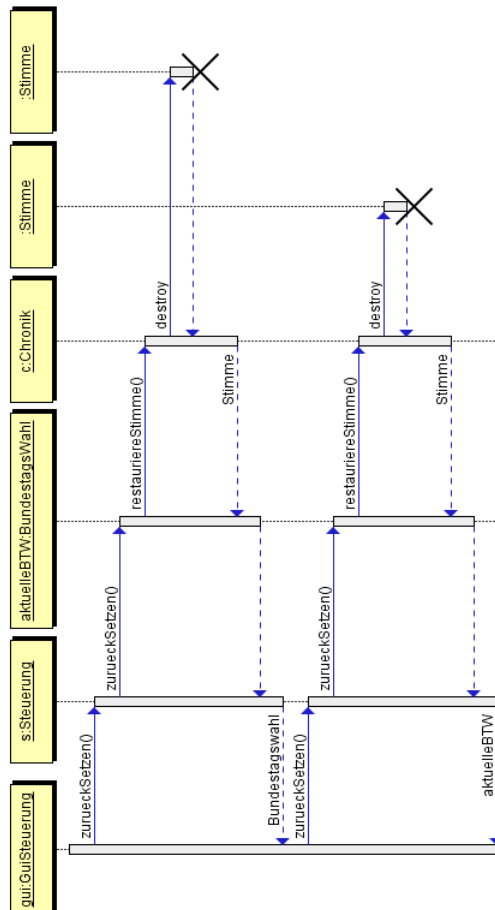 gui:GuiSteuerung
s:Steuerung
aktuelleBTW:BundestagsWahl
c:Chronik
:Stimme
:Stimme
zurueckSetzen()
zurueckSetzen()
restauriereStimme()
destroy
Stimme
Bundestagswahl
zurueckSetzen()
zurueckSetzen()
restauriereStimme()
destroy
Stimme
aktuelleBTW